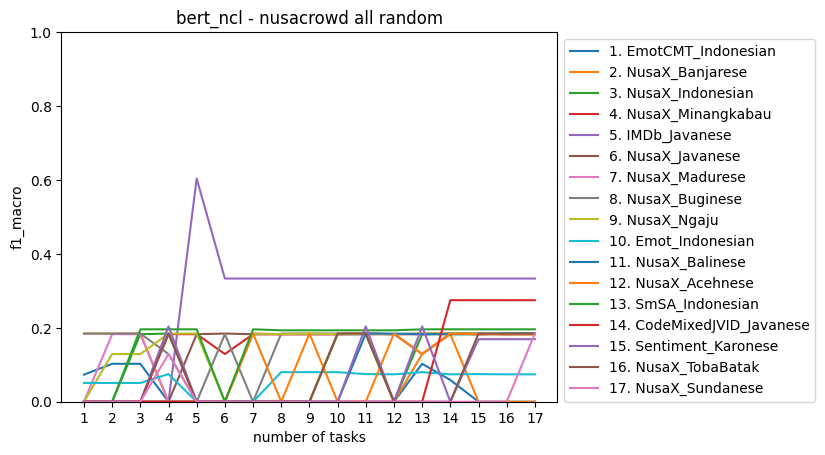 bert_ncl - nusacrowd all random
1.0
0.8
0.6
0.4
0.2
0.0
f1_macro
1 2 3 4 5 6 7 8 9 10 11 12 13 14 15 16 17
number of tasks
1. EmotCMT_Indonesian
2. NusaX_Banjarese
3. NusaX_Indonesian
4. NusaX_Minangkabau
5. IMDb_Javanese
6. NusaX_Javanese
7. NusaX_Madurese
8. NusaX_Buginese
9. NusaX_Ngaju
10. Emot_Indonesian
11. NusaX_Balinese
12. NusaX_Acehnese
13. SmSA_Indonesian
14. CodeMixedJVID_Javanese
15. Sentiment_Karonese
16. NusaX_TobaBatak
17. NusaX_Sundanese